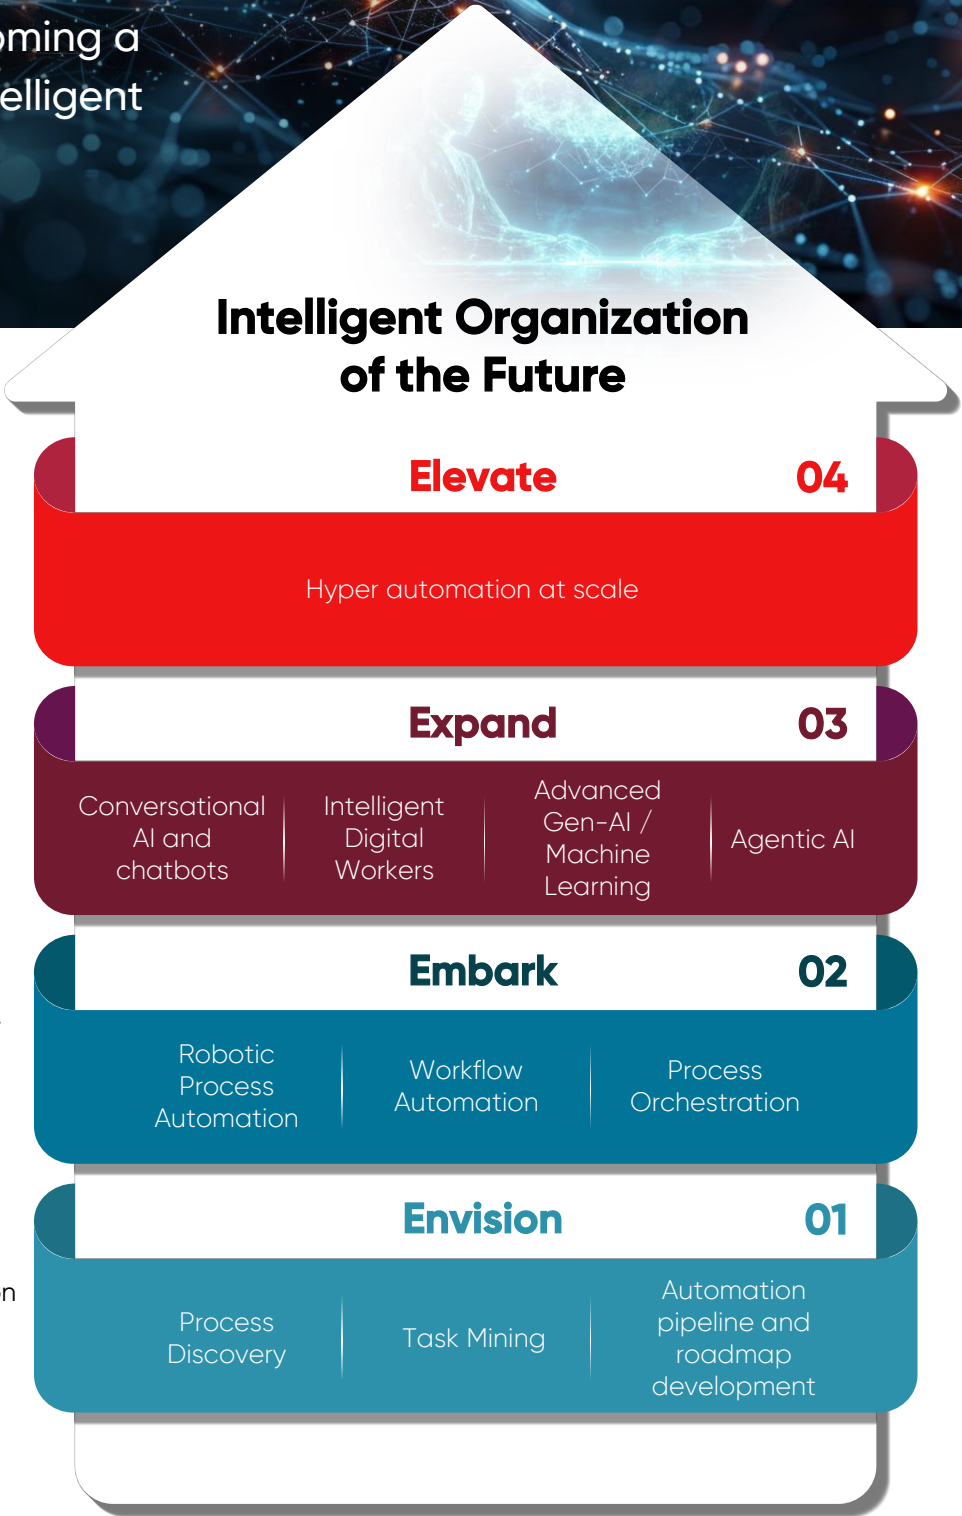 a
Intelligent Organization
of the Future
Elevate
04
Hyper automation at scale
Expand
03
Conversational
AI and
chatbots
Intelligent
Digital
Workers
Advanced
Gen-AI /
Machine
Learning
Agentic AI
Embark
02
Robotic
Process
Automation
Workflow
Automation
Process
Orchestration
Envision
01
Process
Discovery
Task Mining
Automation
pipeline and
roadmap
development